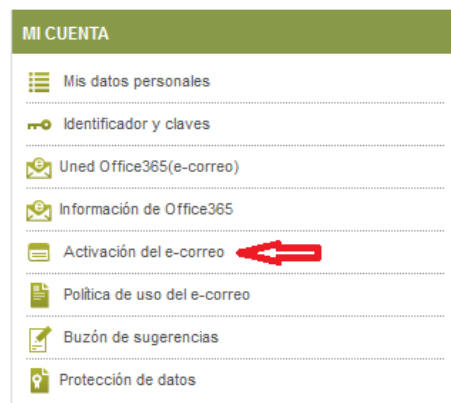 MI CUENTA
Mis datos personales
Identificador y claves
Uned Office365(e-correo)
Información de Office365
Activación del e-correo
Política de uso del e-correo
Buzón de sugerencias
Protección de datos